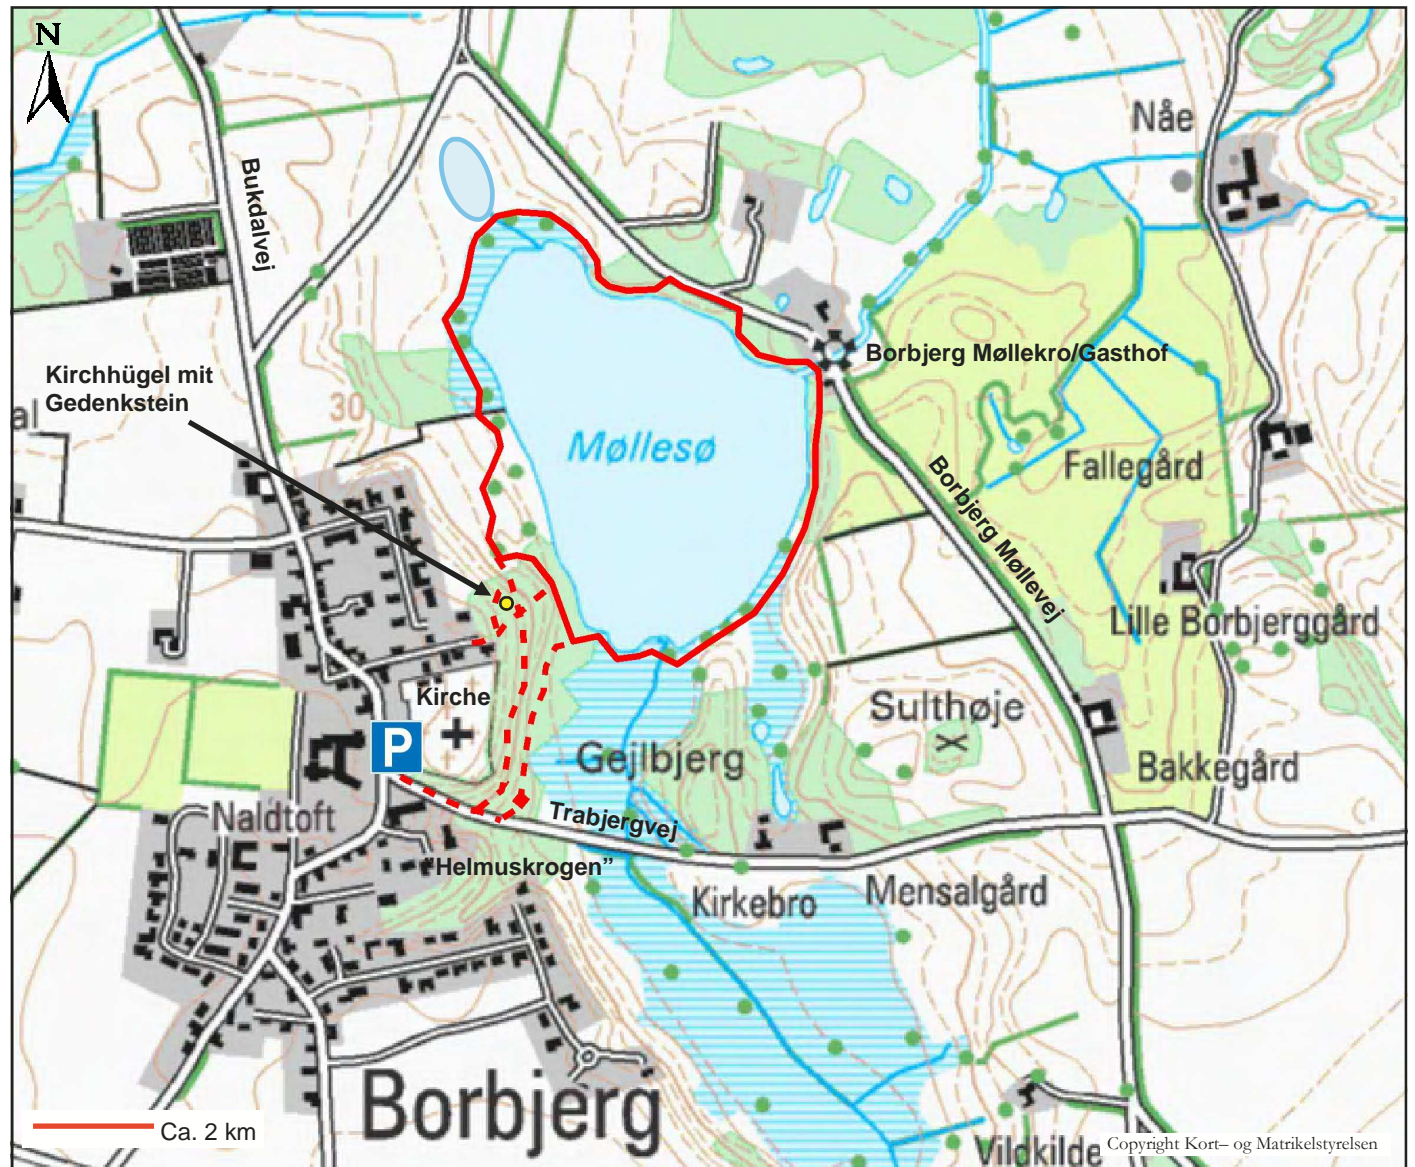 N
Nåe
Bukdalvej
Borbjerg Møllekro/Gasthof
Kirchhügel mit
Gedenkstein
al
30
Møllesø
Fallegård
Borbjerg Møllevej
Lille Borbjerggård
Kirche
Sulthøje
P
Gejlbjerg
Bakkegård
Naldtoft
Trabjergvej
"Helmuskrogen”
Kirkebro
Mensalgård
Borbjerg
Ca. 2 km
Vildkilde
Copyright Kort– og Matrikelstyrelsen